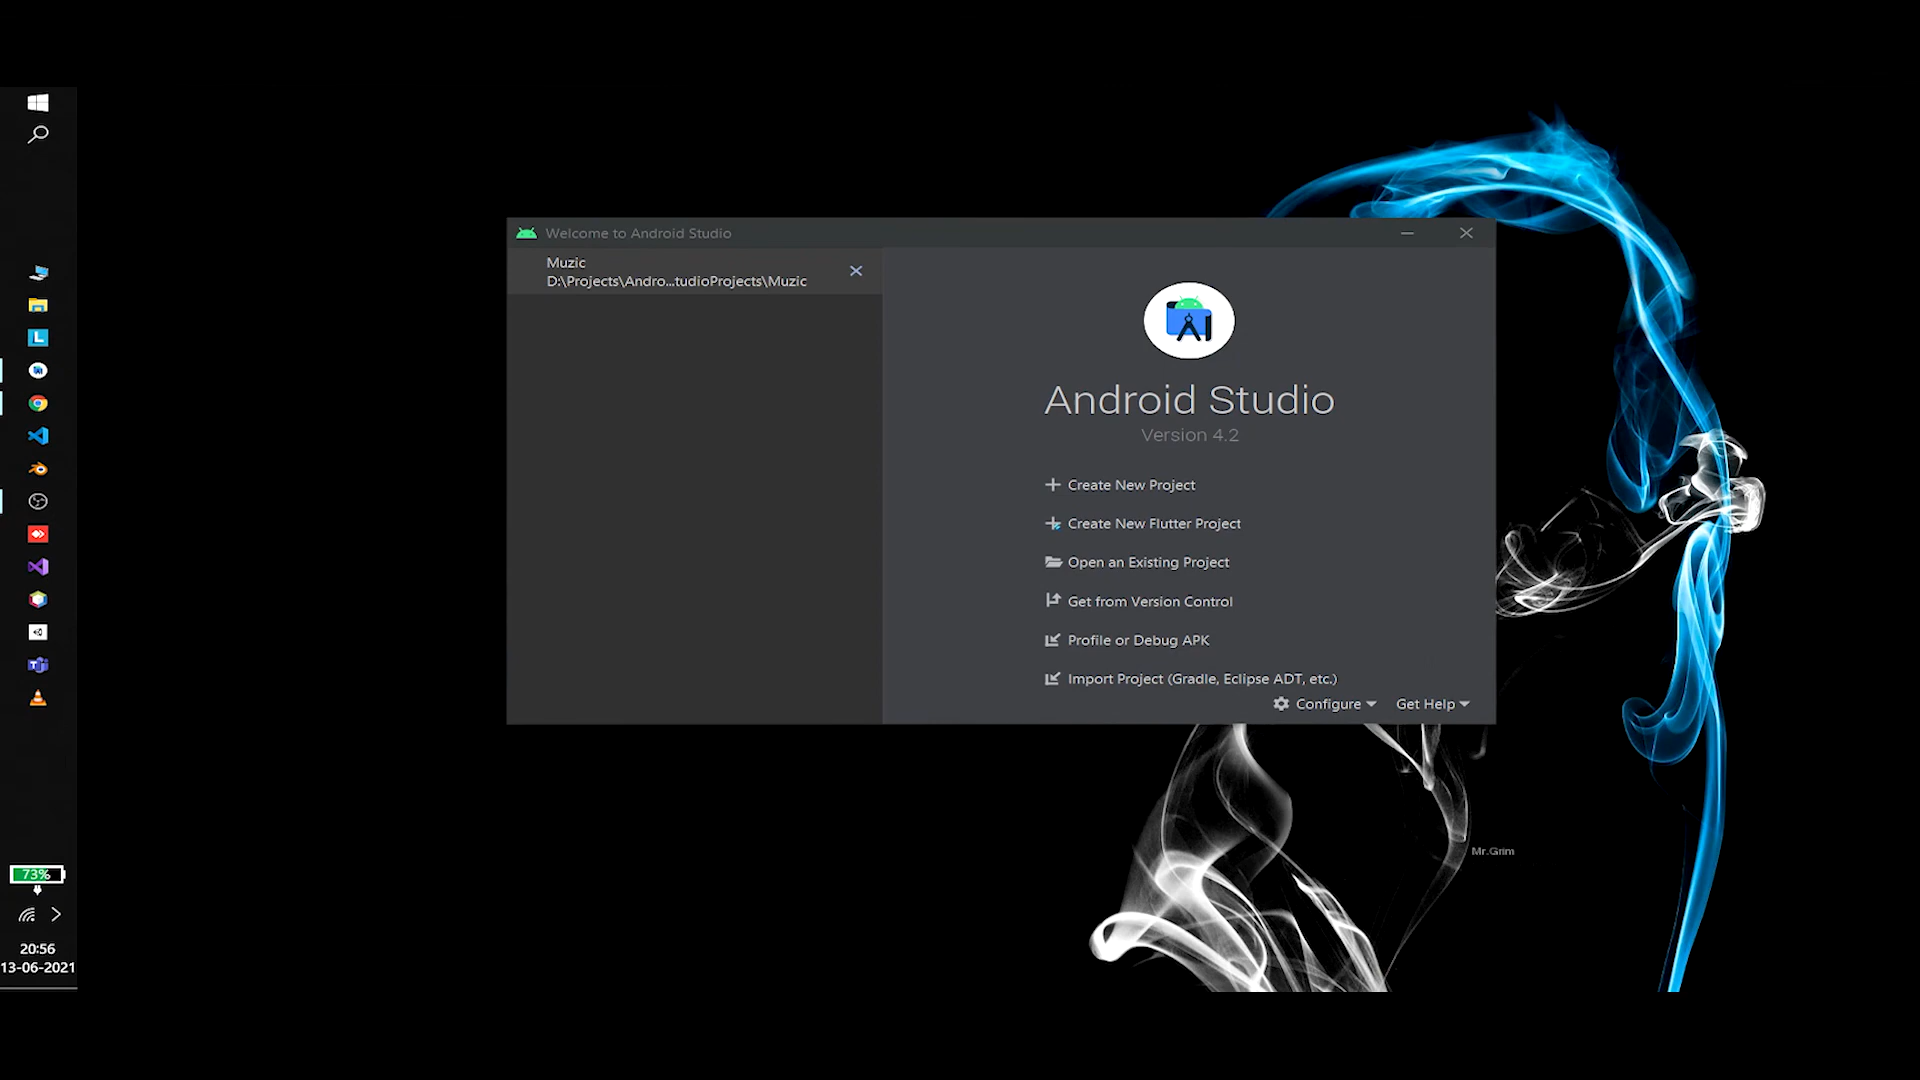 Welcome to Android Studio
Muzic
D:\Projects\Andro...tudioProjects\Muzic
Android Studio
Version 4.2
Create New Project
Create New Flutter Project
Open an Existing Project
Get from Version Control
Profile or Debug APK
Import Project (Gradle, Eclipse ADT, etc.)
Configure
Get Help
Mr.Grim
L
73%
20:56
13-06-2021